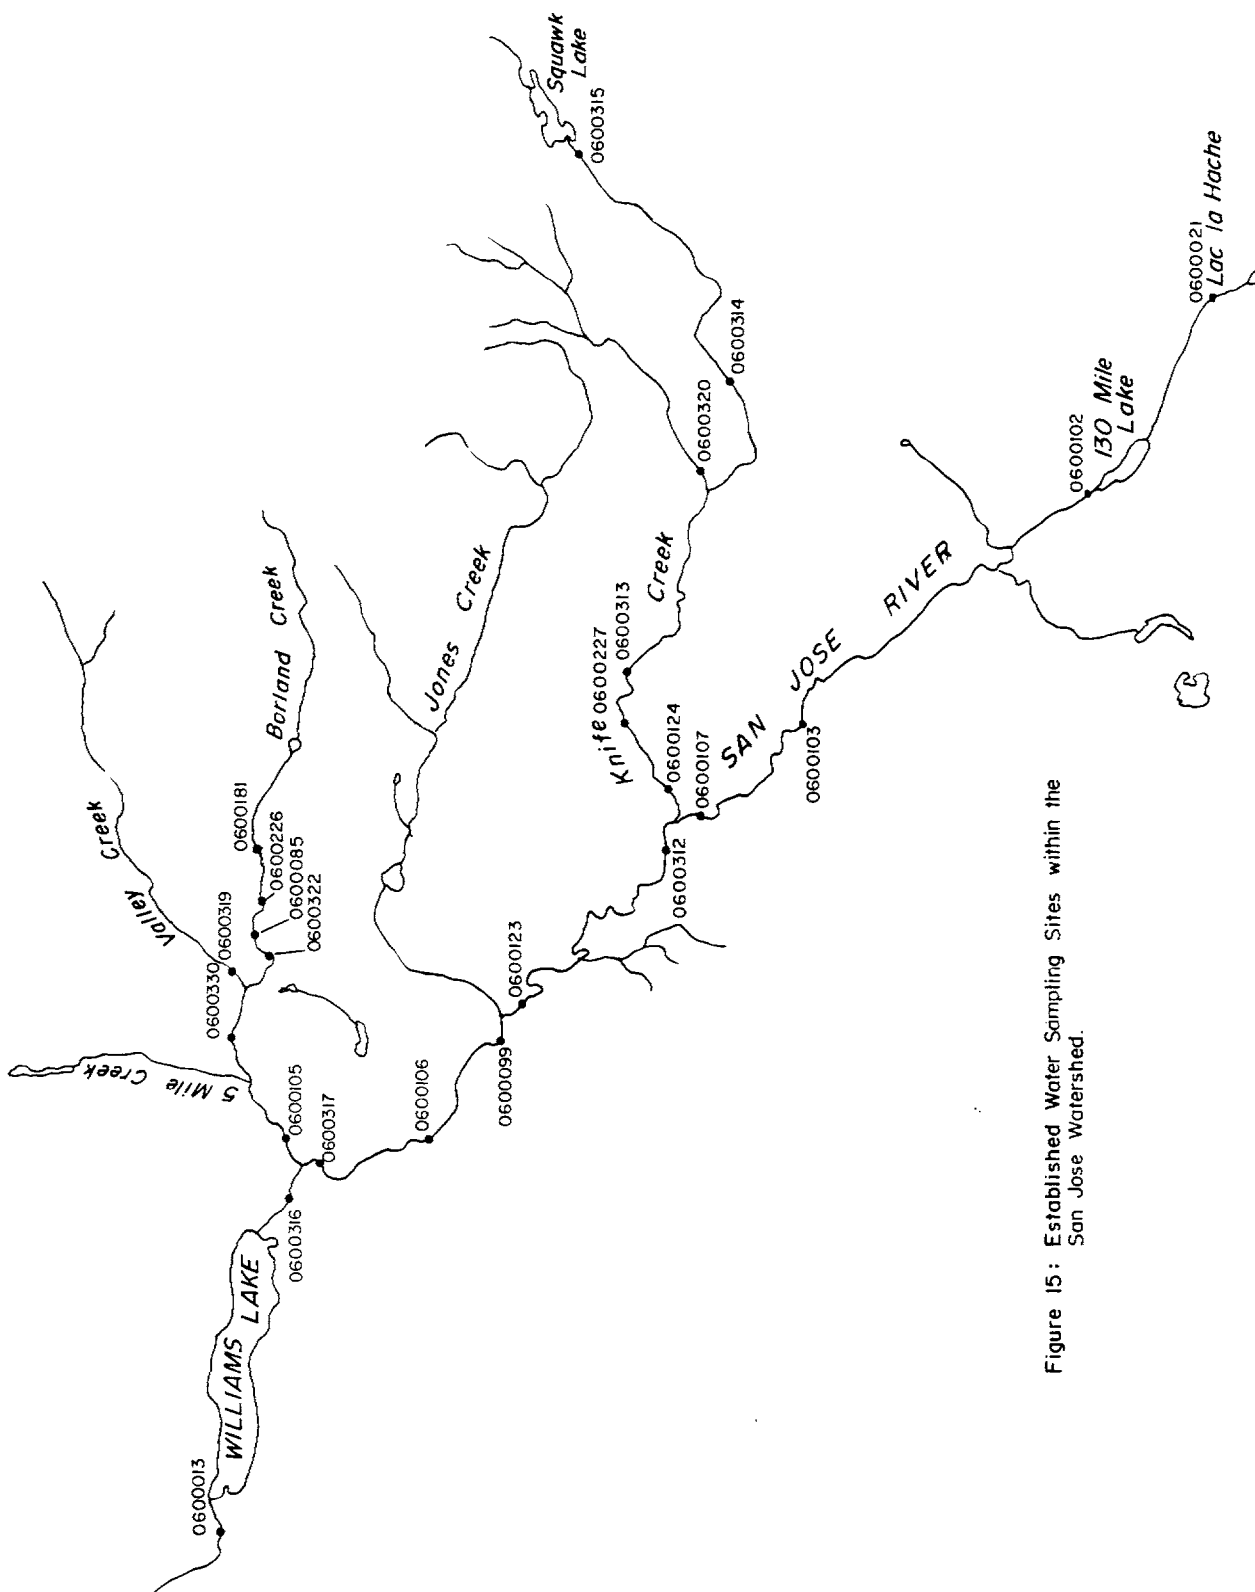 Squawk
Lake
0600315
Valley Creek
Borland Creek
Jones Creek
Knife Creek
5 Mile Creek
SAN JOSE RIVER
WILLIAMS LAKE
130 Mile
Lake
Lac la Hache
0600021
0600102
0600103
0600107
0600124
0600227
0600313
0600320
0600314
0600312
0600123
0600099
0600106
0600317
0600105
0600330
0600319
0600181
0600226
0600085
0600322
0600316
0600013
Figure 15: Established Water Sampling Sites within the
San Jose Watershed.